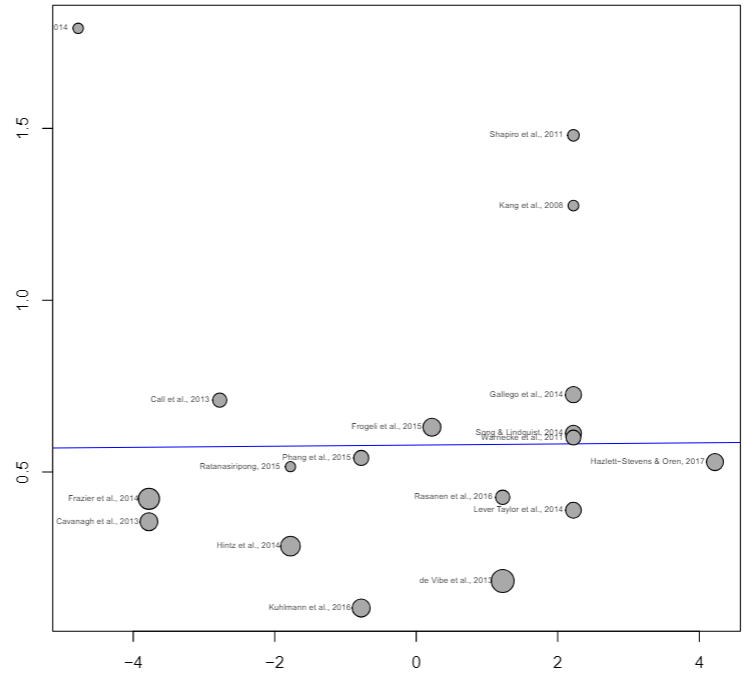 014
Shapiro et al., 2011
Kang et al., 2008
Gallego et al., 2014
Call et al., 2013
Frogeli et al., 2015
Song & Lindquist, 2014
Warnecke et al., 2011
Phang et al., 2015
Ratanasiripong, 2015
Hazlett-Stevens & Oren, 2017
Frazier et al., 2014
Rasanen et al., 2016
Lever Taylor et al., 2014
Cavanagh et al., 2013
Hintz et al., 2014
de Vibe et al., 2013
Kuhlmann et al., 2016
1.5
1.0
0.5
−4 −2 0 2 4